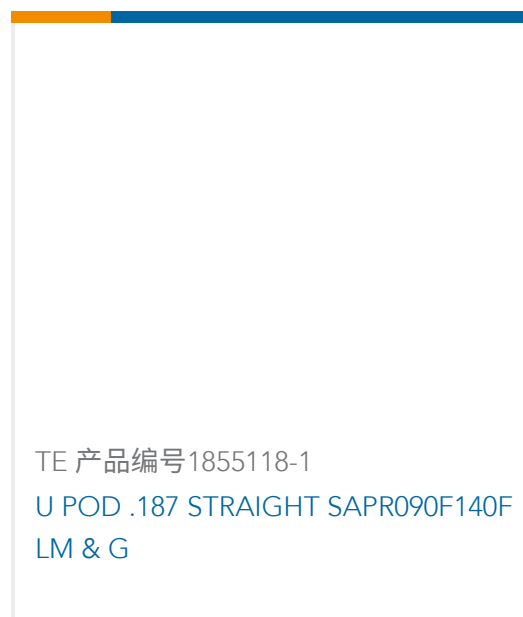 TE 产品编号1855118-1
U POD .187 STRAIGHT SAPR090F140F
LM & G